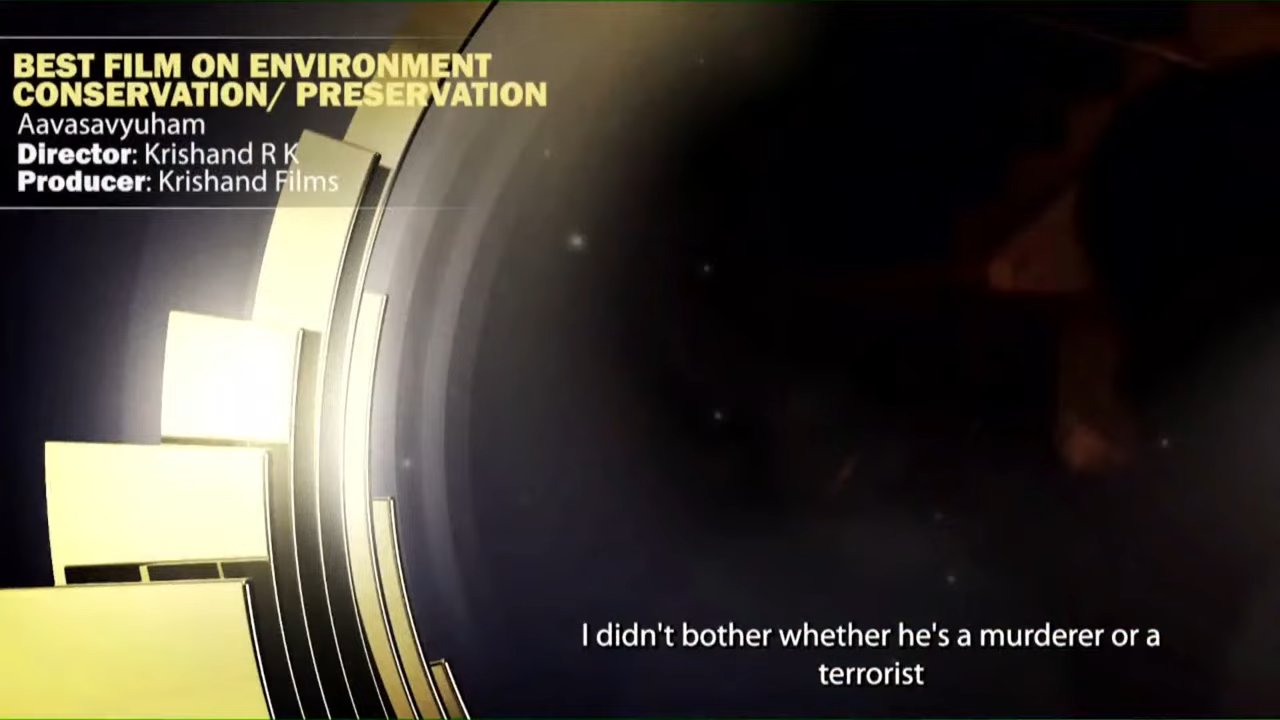 BEST FILM ON ENVIRONMENT
CONSERVATION/ PRESERVATION
Aavasavyuham
Director: Krishand R K
Producer: Krishand Films
I didn't bother whether he's a murderer or a
terrorist